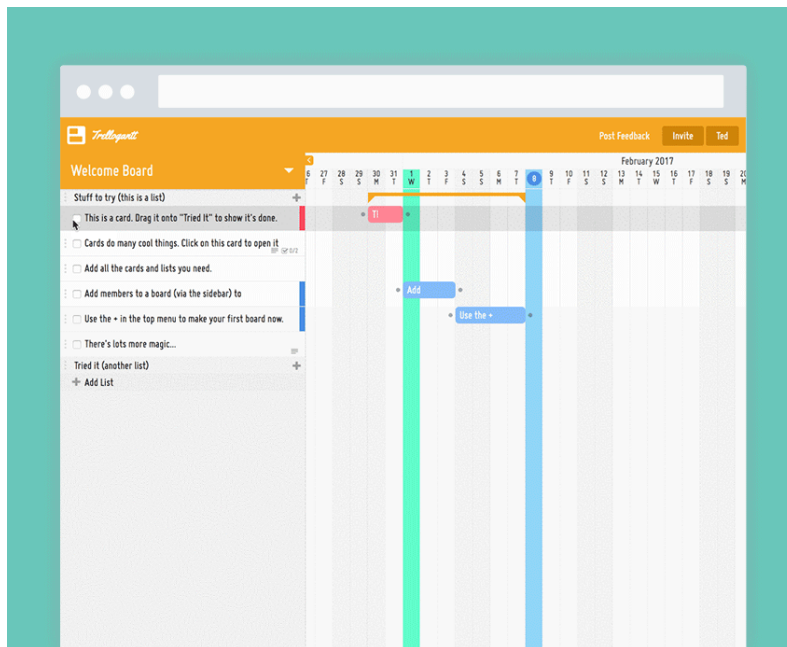 Trellogantt
Post Feedback
Invite
Ted
Welcome Board
February 2017
27 28 29 30 31 1 2 3 4 5 6 7 8 9 10 11 12 13 14 15 16 17 18 19
F S S M T W T F S S M T T F S S M T W T F S S M
Stuff to try (this is a list)
This is a card. Drag it onto "Tried It" to show it's done.
Cards do many cool things. Click on this card to open it
Add all the cards and lists you need.
Add members to a board (via the sidebar) to
Add
Use the + in the top menu to make your first board now.
Use the +
There's lots more magic...
Tried it (another list)
Add List